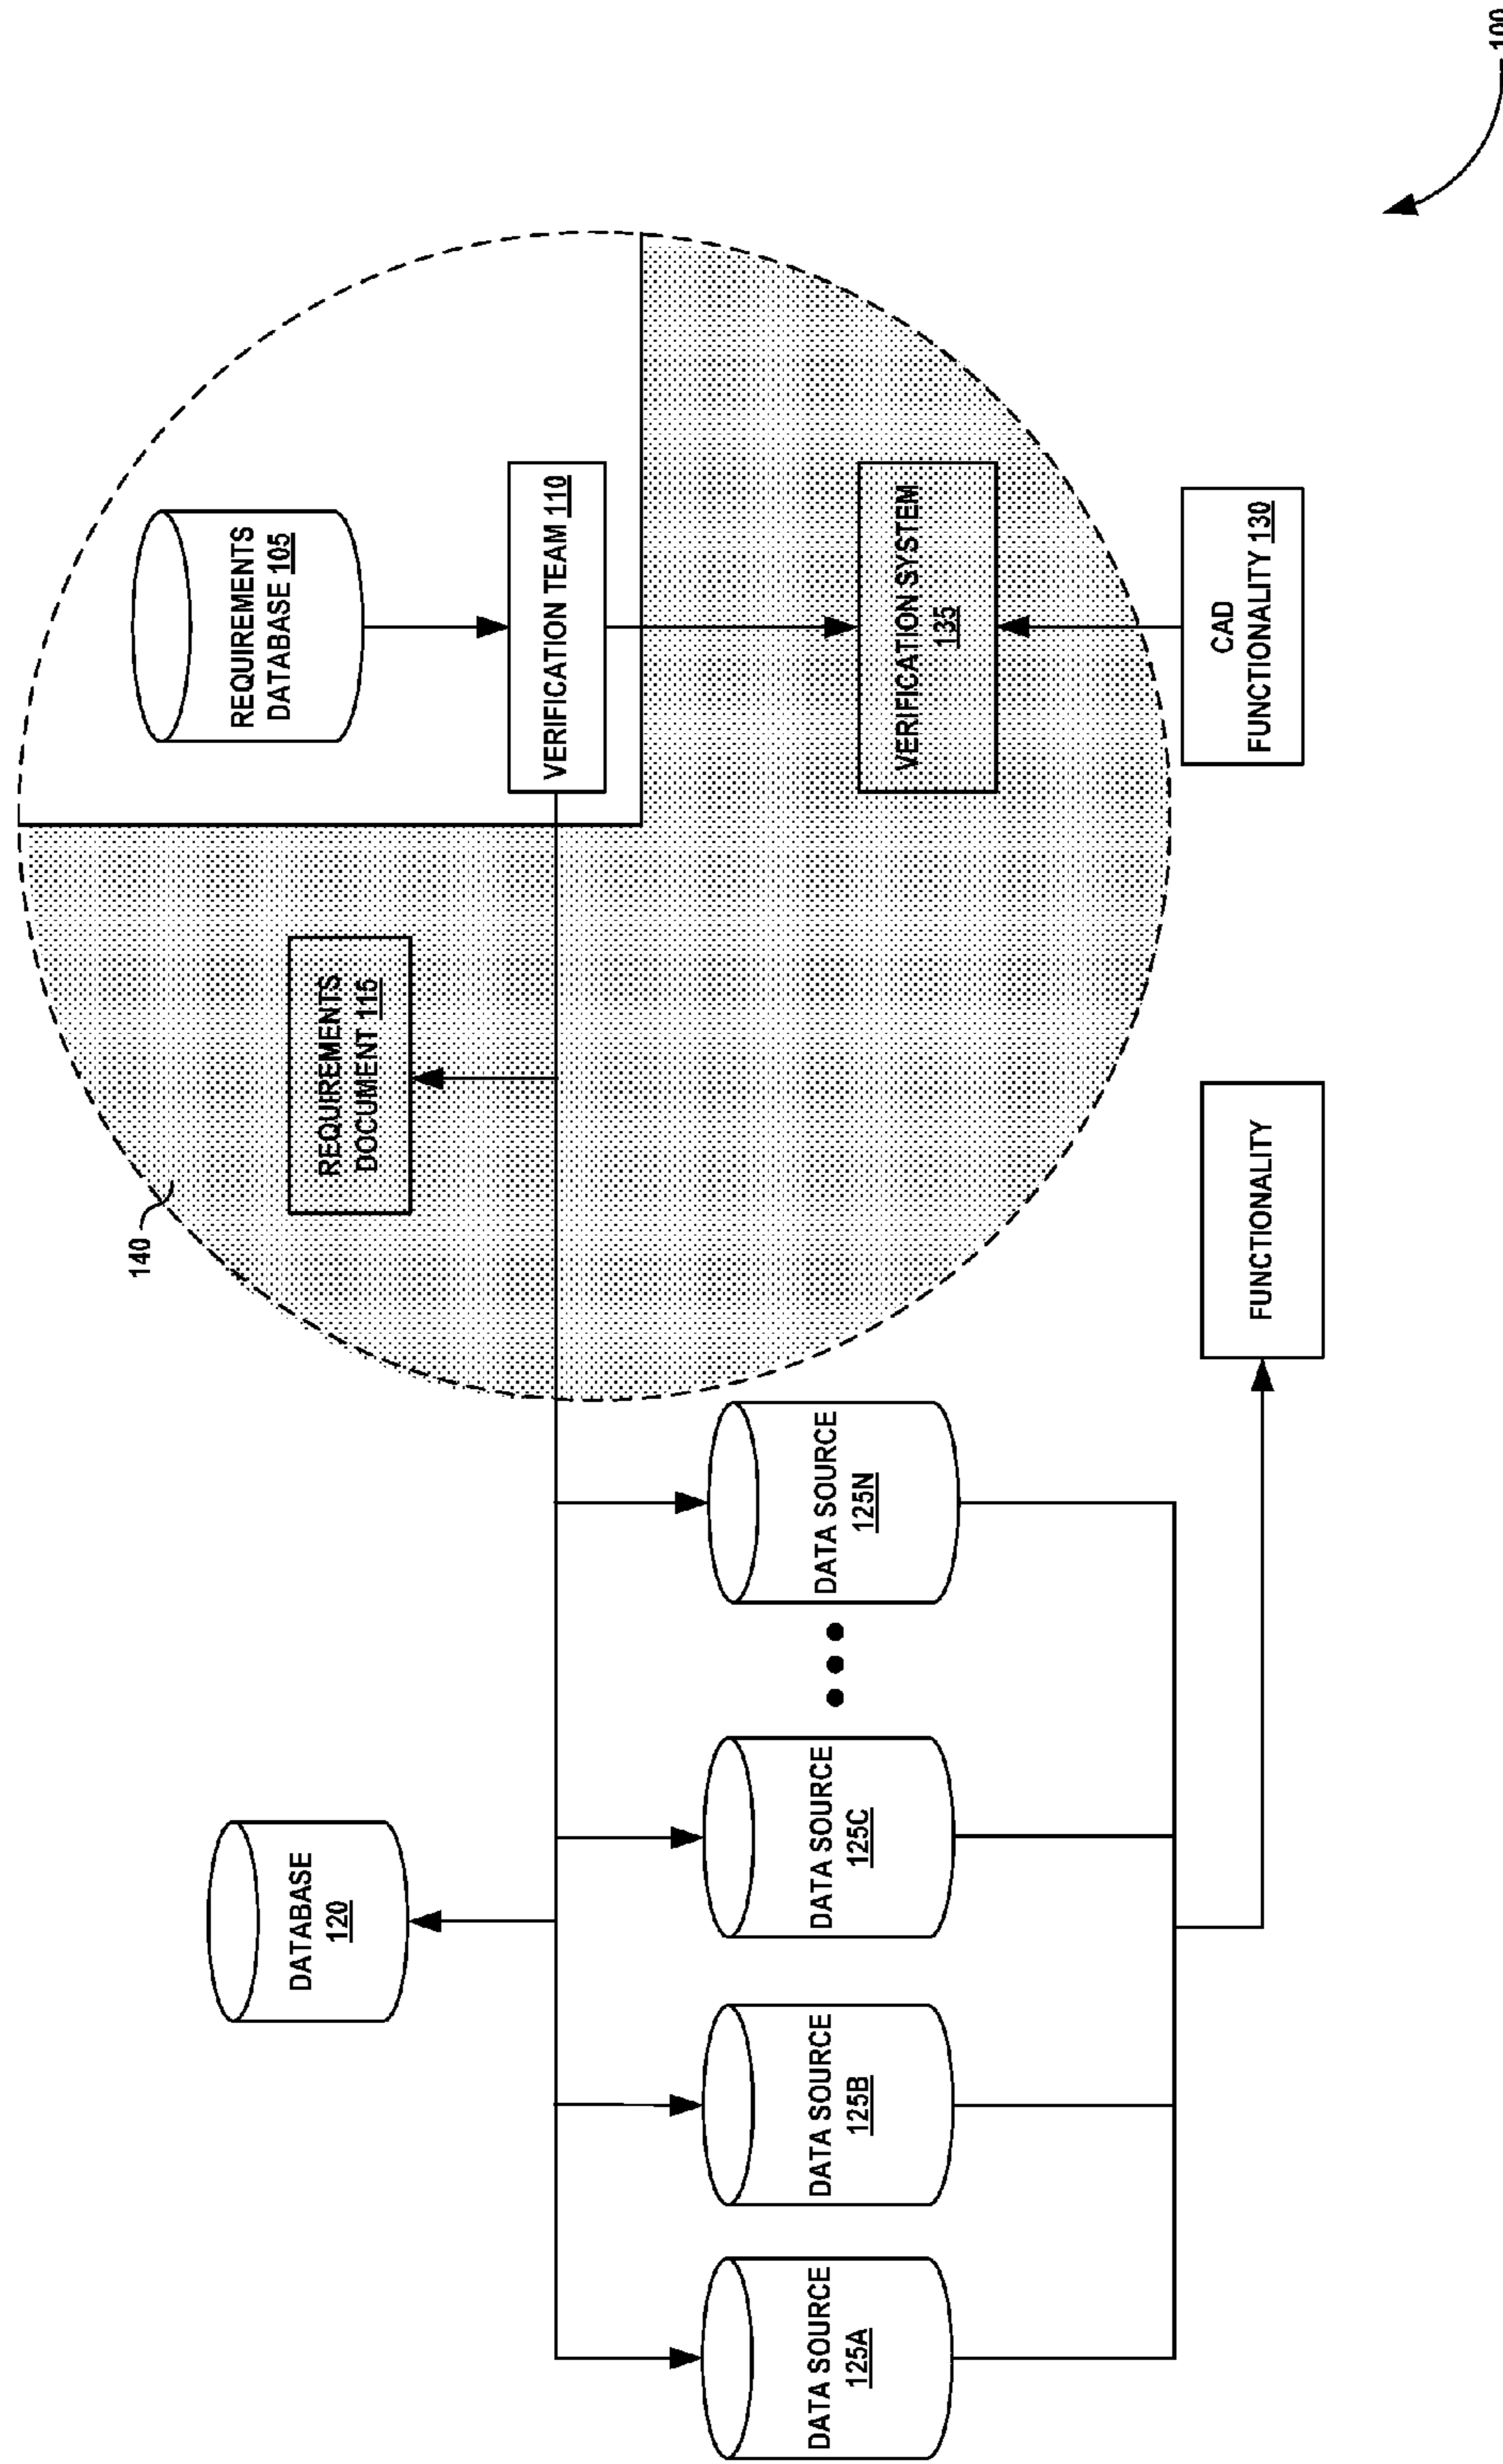 100
REQUIREMENTS
DATABASE 105
VERIFICATION TEAM 110
VERIFICATION SYSTEM
135
CAD
FUNCTIONALITY 130
140
REQUIREMENTS
DOCUMENT 115
FUNCTIONALITY
DATABASE
120
DATA SOURCE
125A
DATA SOURCE
125B
DATA SOURCE
125C
DATA SOURCE
125N